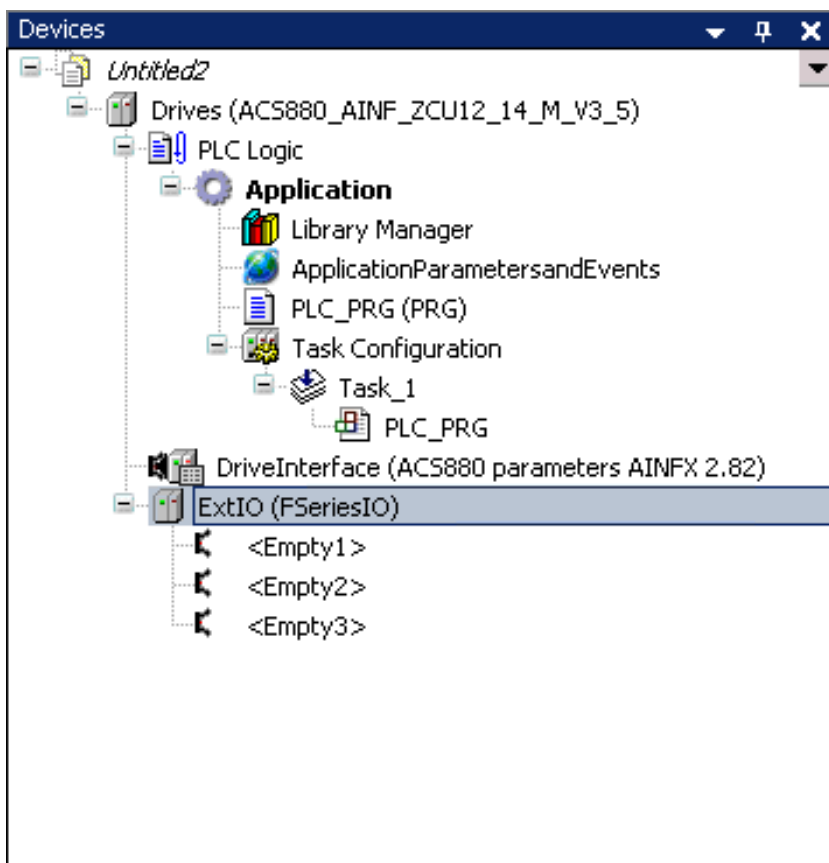 Devices
Untitled2
Drives (ACS880_AINF_ZCU12_14_M_V3_5)
PLC Logic
Application
Library Manager
ApplicationParametersandEvents
PLC_PRG (PRG)
Task Configuration
Task_1
PLC_PRG
DriveInterface (ACS880 parameters AINFX 2.82)
ExtIO (FSeriesIO)
<Empty1>
<Empty2>
<Empty3>